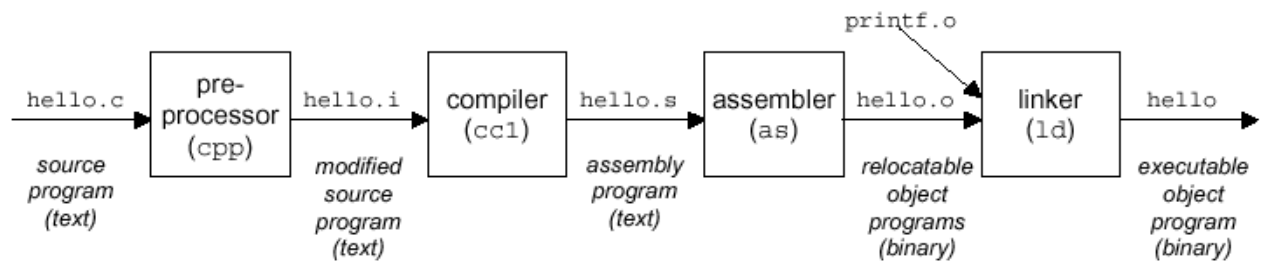 printf.o
hello.c
pre-
processor
(cpp)
hello.i
compiler
(cc1)
hello.s
assembler
(as)
hello.o
linker
(ld)
hello
source
program
(text)
modified
source
program
(text)
assembly
program
(text)
relocatable
object
programs
(binary)
executable
object
program
(binary)